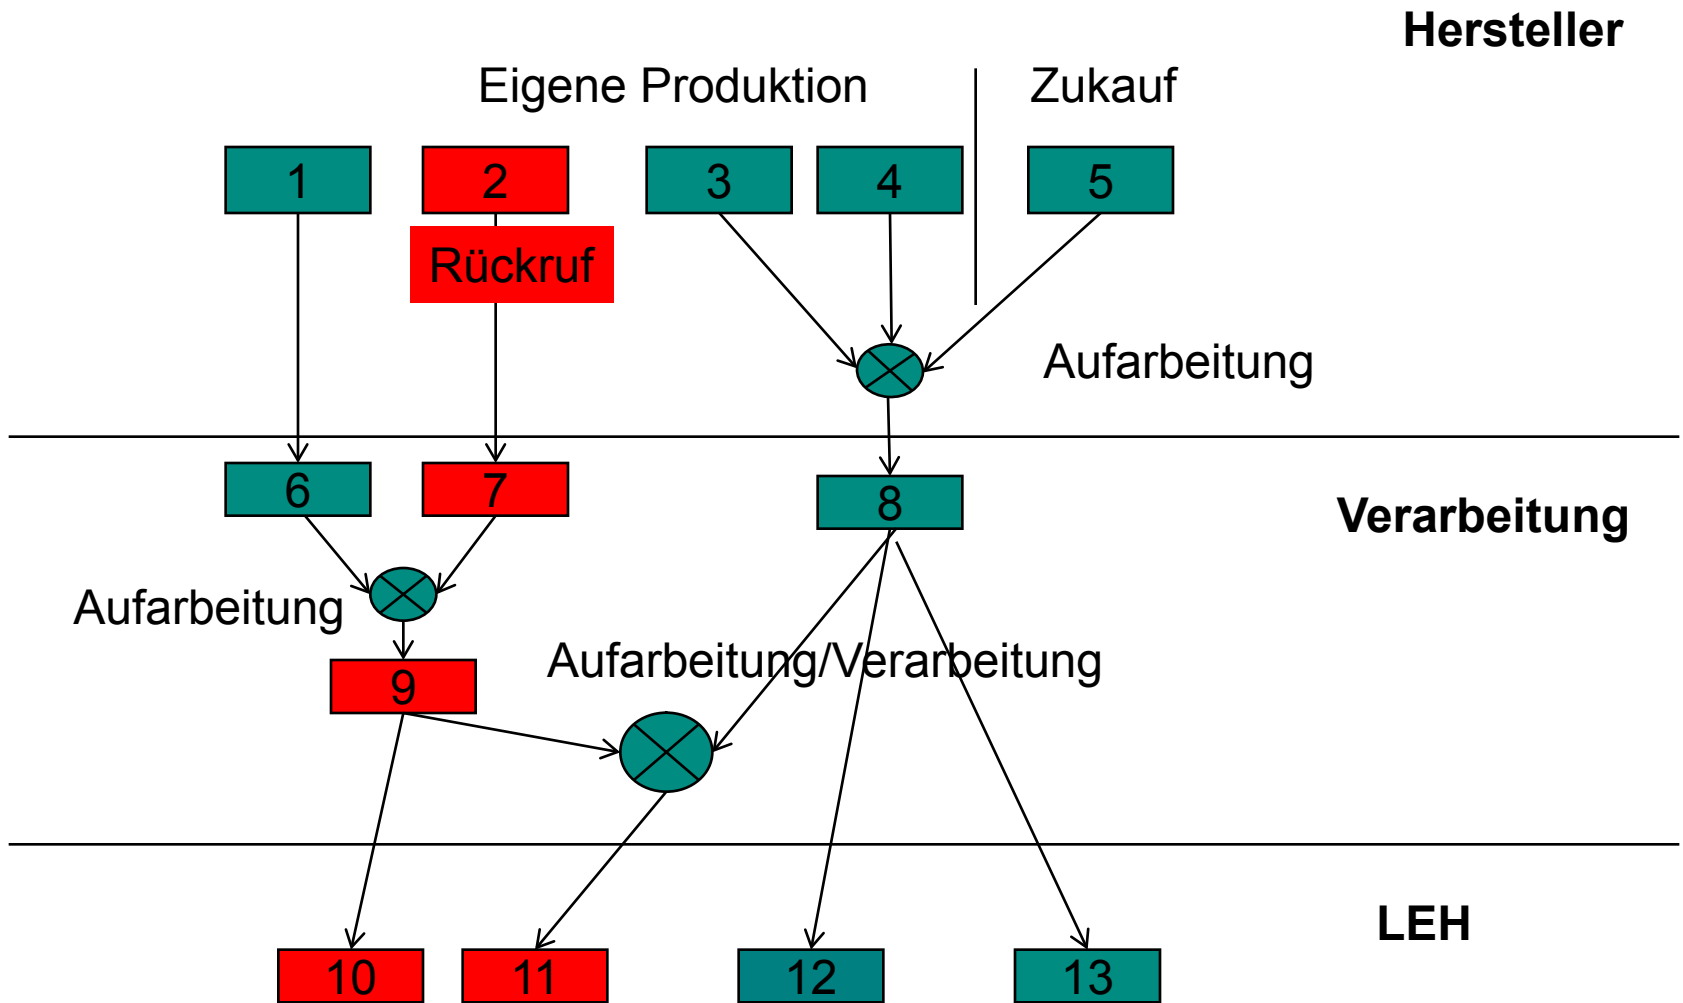 Hersteller
Eigene Produktion
Zukauf
1
2
3
4
5
Rückruf
Aufarbeitung
6
7
8
Verarbeitung
Aufarbeitung
Aufarbeitung/Verarbeitung
9
LEH
10
11
12
13